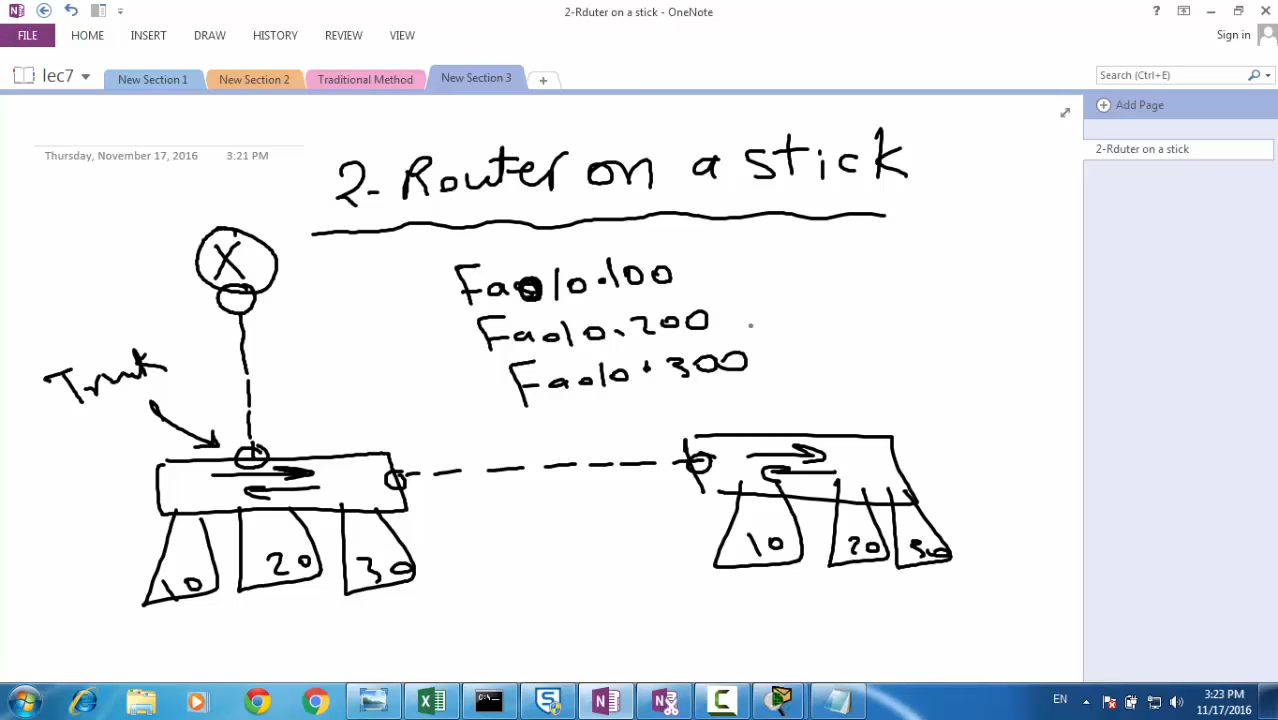 2-Rduter on a stick - OneNote
? 
Sign in
FILE HOME INSERT DRAW HISTORY REVIEW VIEW
lec7 New Section 1 New Section 2 Traditional Method New Section 3 +
Search (Ctrl+E)
Add Page
2-Rduter on a stick
Thursday, November 17, 2016 3:21 PM
2- Router on a stick
X
Fa0/0.100
Fa0/0.200
Fa0/0.300
Trunk
10 20 30
10 20 30
EN
3:23 PM
11/17/2016